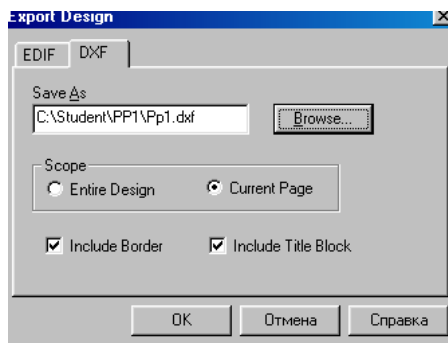 Export Design
EDIF DXF
Save As
C:\Student\PP1\Pp1.dxf Browse...
Scope
Entire Design Current Page
Include Border Include Title Block
OK Отмена Справка